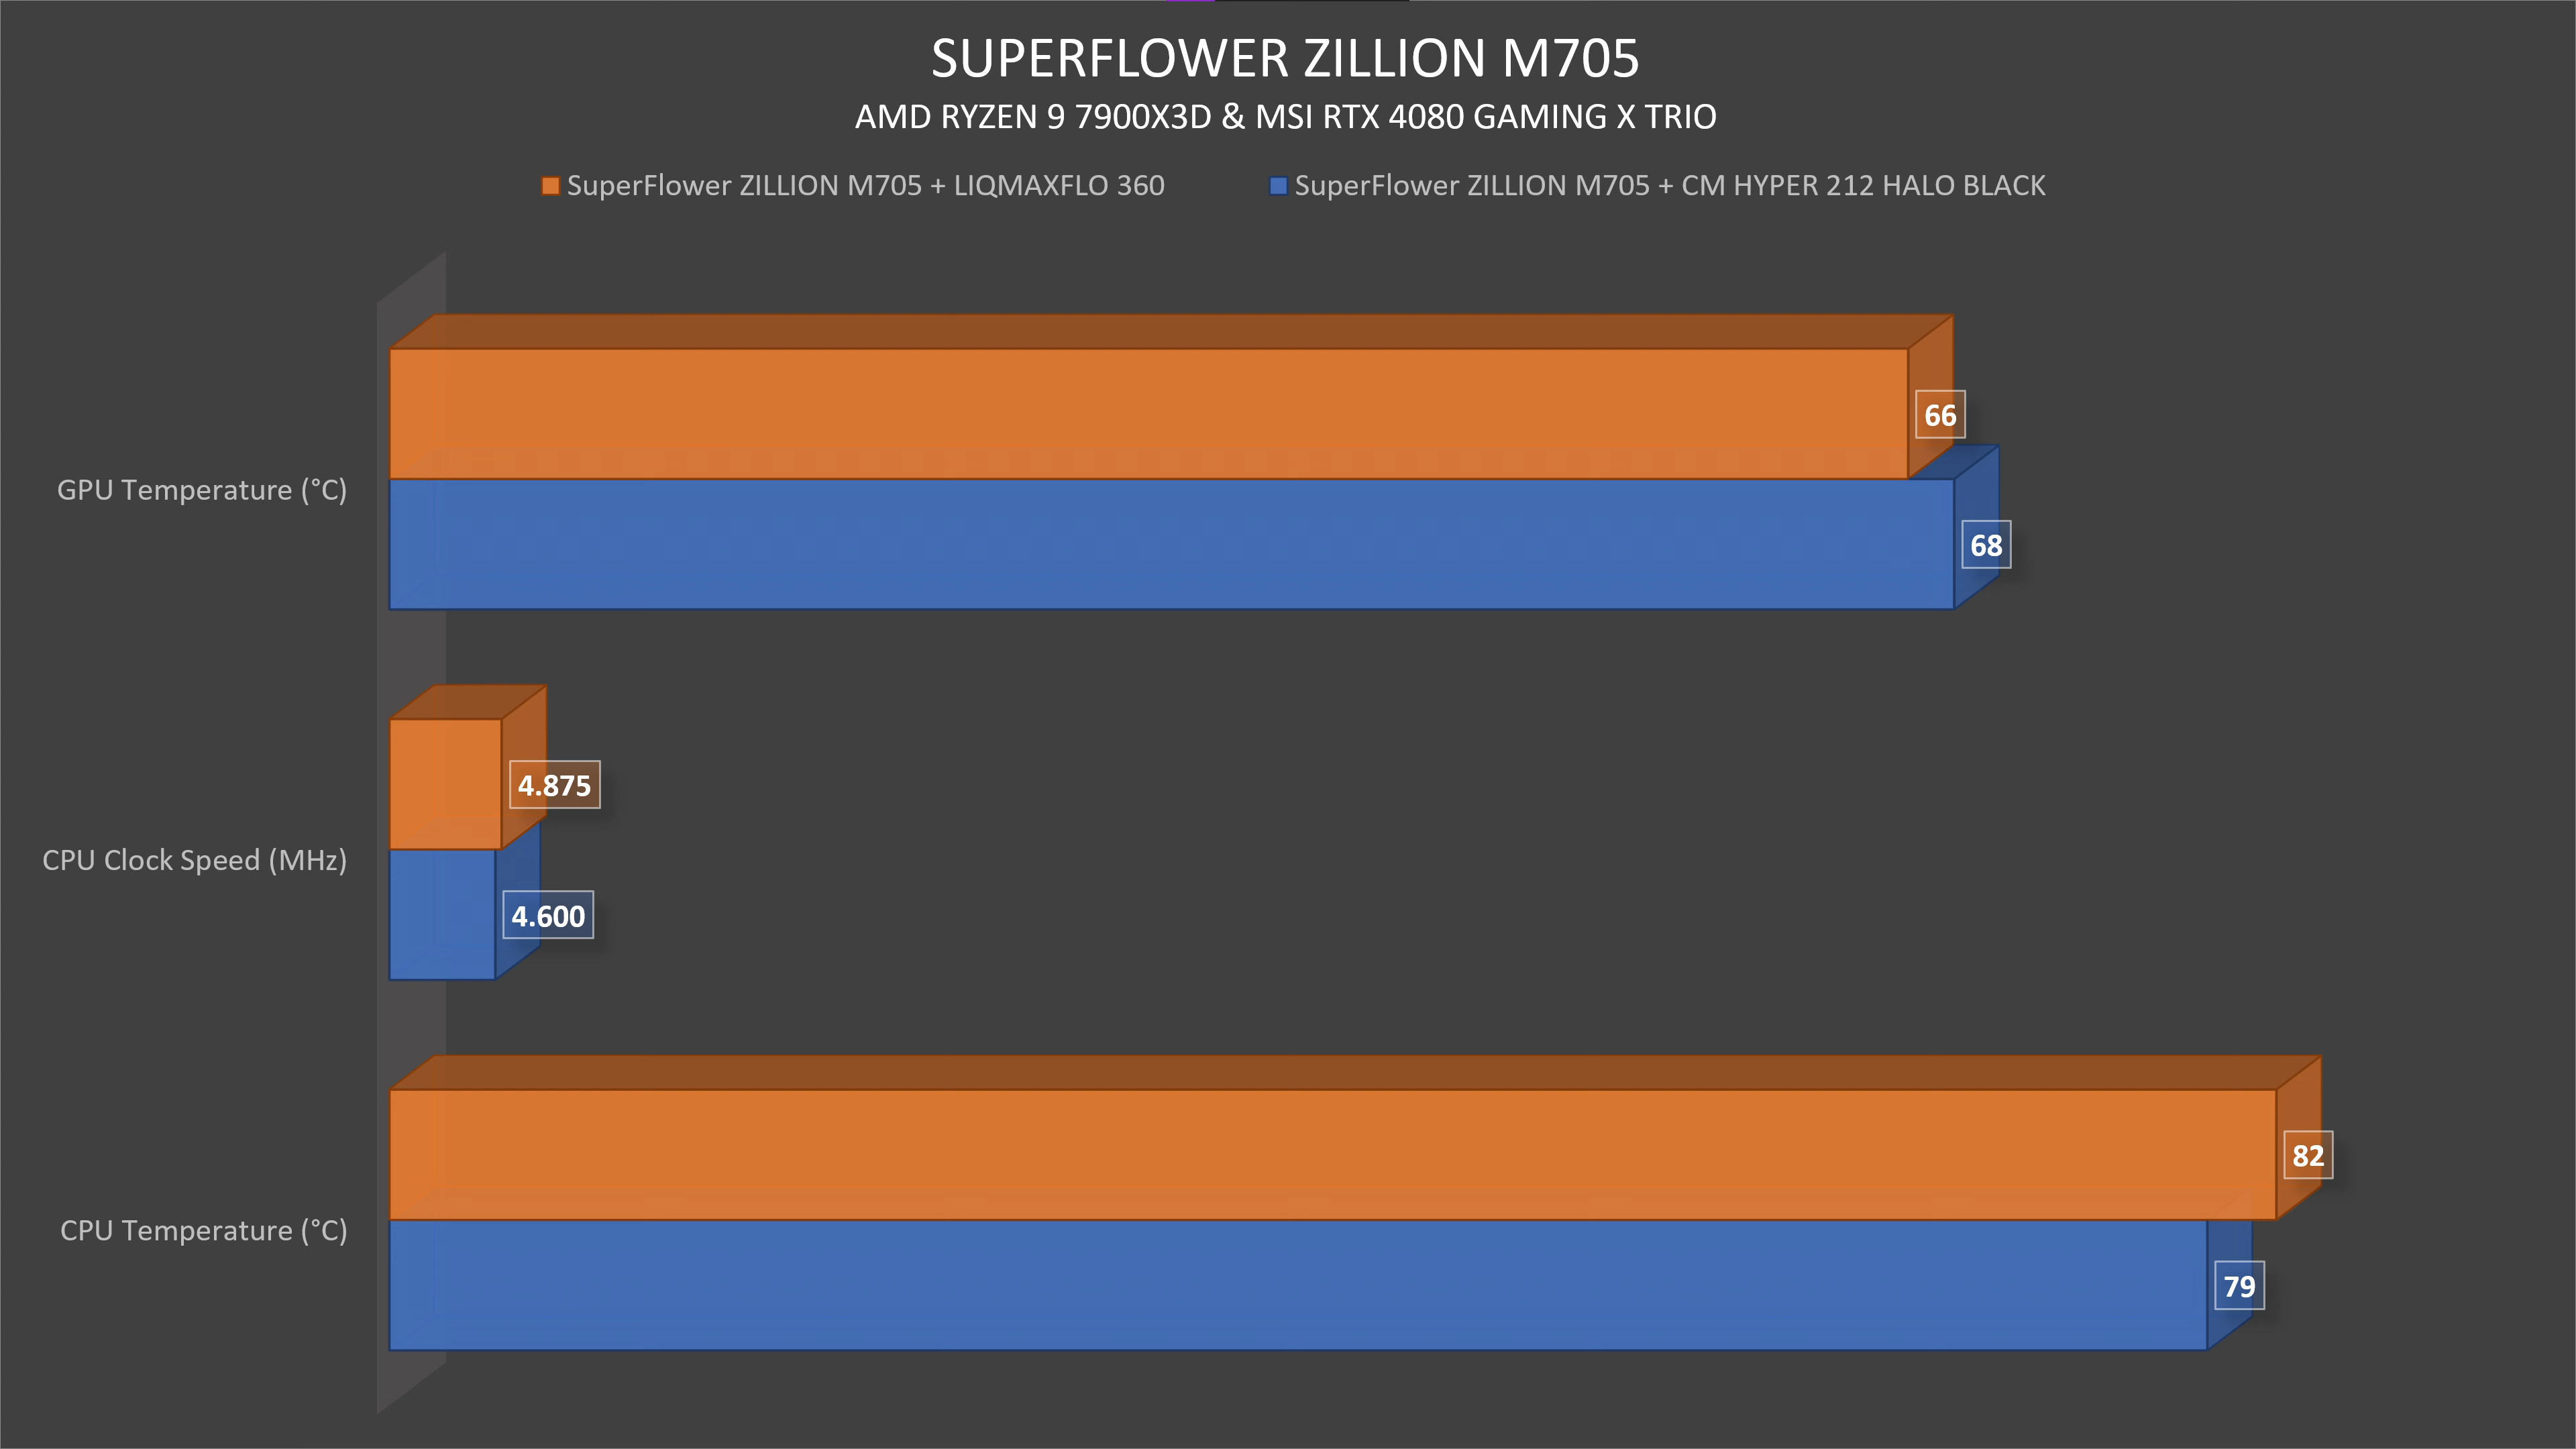 SUPERFLOWER ZILLION M705
AMD RYZEN 9 7900X3D & MSI RTX 4080 GAMING X TRIO
SuperFlower ZILLION M705 + LIQMAXFLO 360
SuperFlower ZILLION M705 + CM HYPER 212 HALO BLACK
GPU Temperature (°C)
66
68
CPU Clock Speed (MHz)
4.875
4.600
CPU Temperature (°C)
82
79